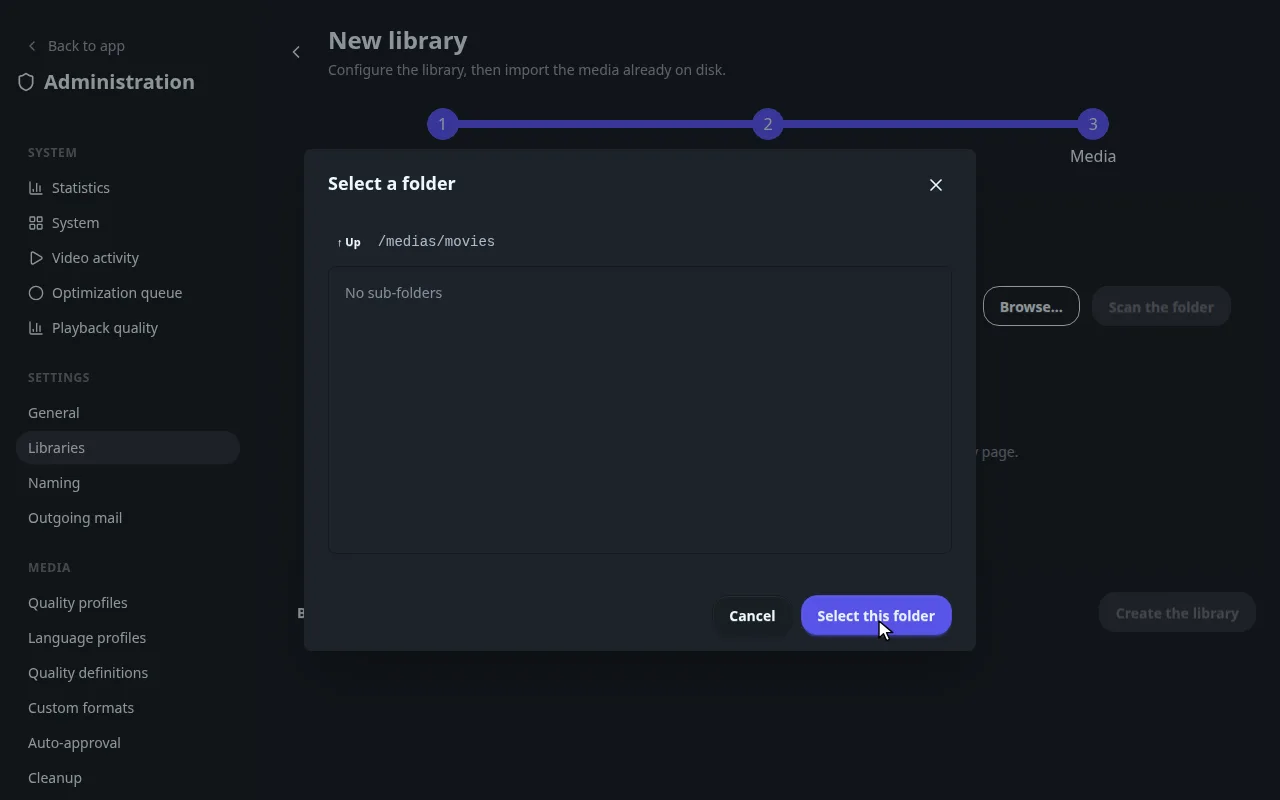 Back to app
Administration
SYSTEM
Statistics
System
Video activity
Optimization queue
Playback quality
SETTINGS
General
Libraries
Naming
Outgoing mail
MEDIA
Quality profiles
Language profiles
Quality definitions
Custom formats
Auto-approval
Cleanup
New library
Configure the library, then import the media already on disk.
1
2
3
Media
Select a folder
↑ Up
/medias/movies
No sub-folders
Browse...
Scan the folder
page.
Cancel
Select this folder
Create the library